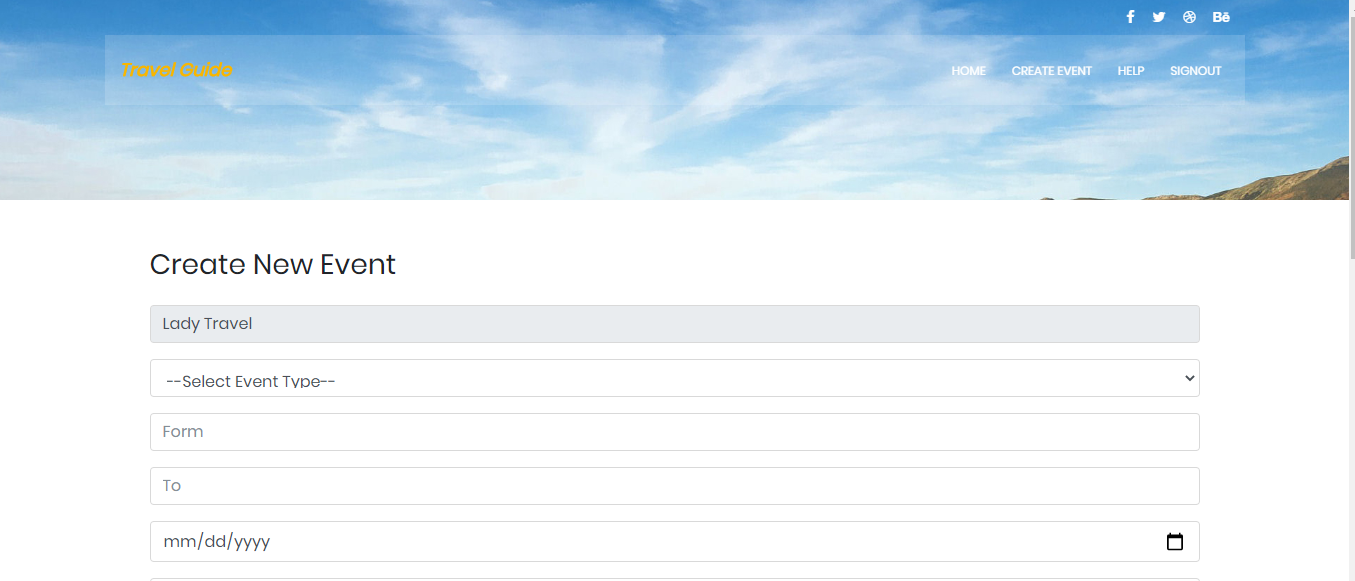 Bē
Travel Guide
HOME CREATE EVENT HELP SIGNOUT
Create New Event
Lady Travel
--Select Event Type--
Form
To
mm/dd/yyyy